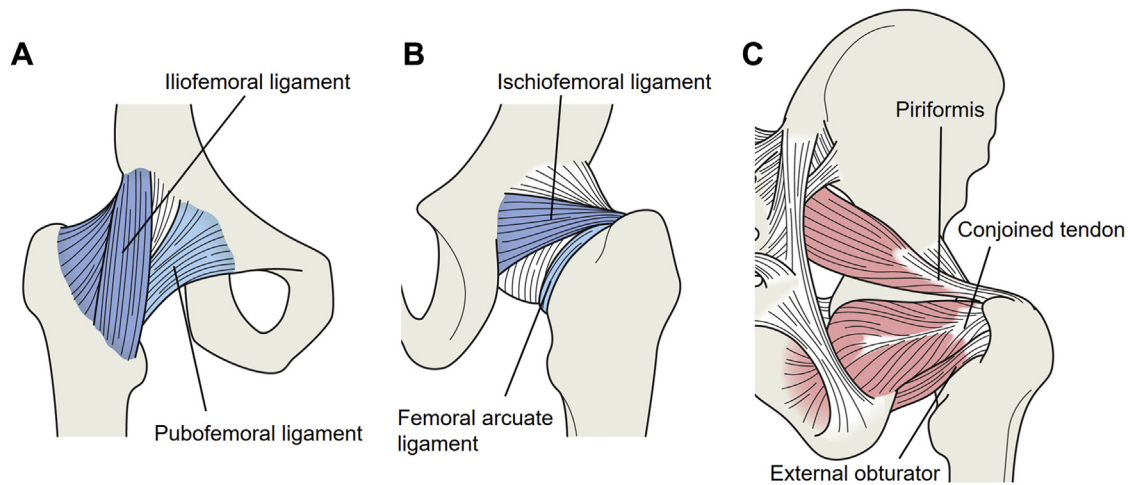 A
Iliofemoral ligament
Pubofemoral ligament
B
Ischiofemoral ligament
Femoral arcuate
ligament
C
Piriformis
Conjoined tendon
External obturator